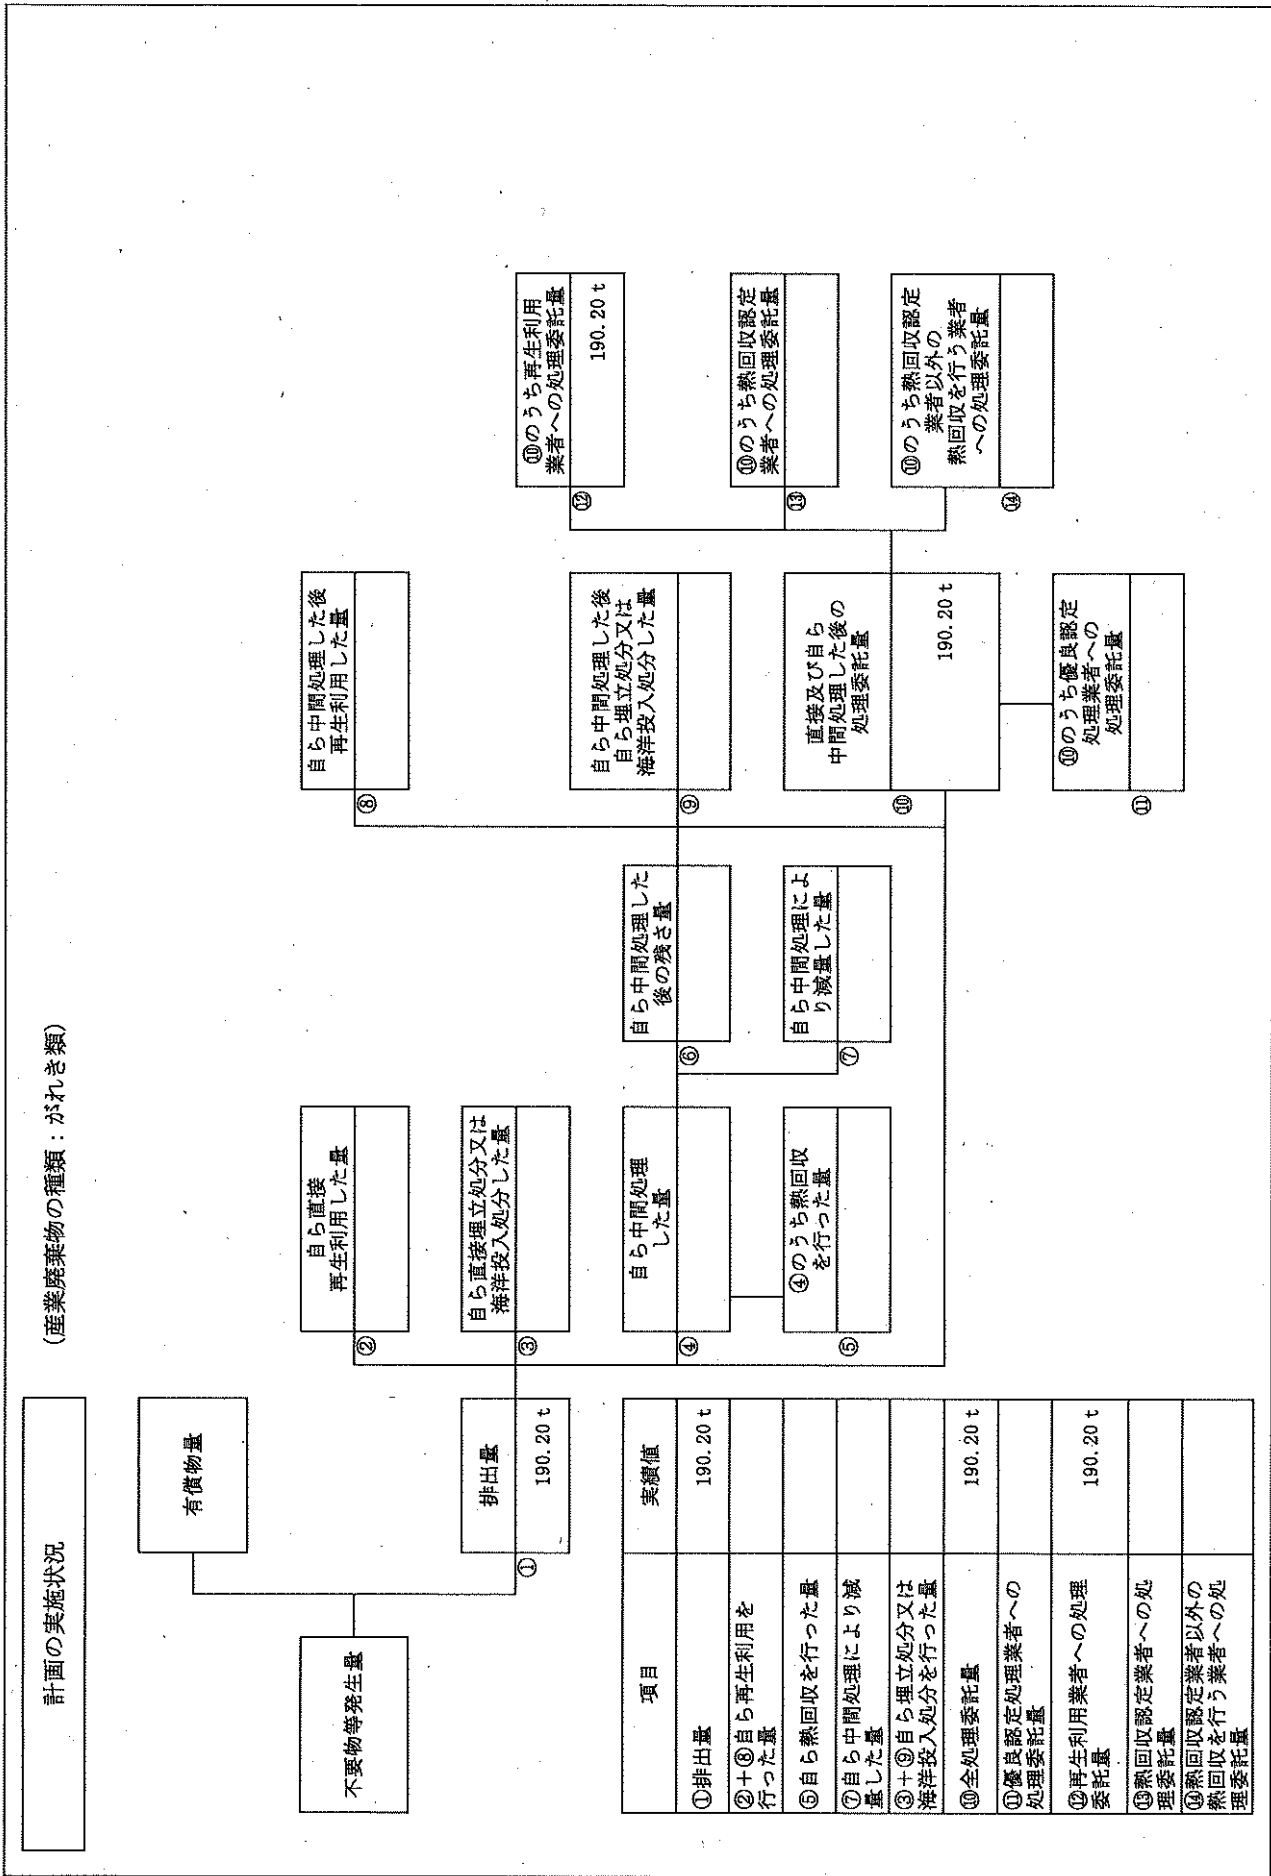 計画の実施状況
(産業廃棄物の種類：がれき類)
不要物等発生量
有償物量
①
排出量
190.20 t
②
自ら直接
再生利用した量
③
自ら直接埋立処分又は
海洋投入処分した量
④
自ら中間処理
した量
⑤
④のうち熱回収
を行った量
⑥
自ら中間処理した
後の残さ量
⑦
自ら中間処理によ
り減量した量
⑧
自ら中間処理した後
再生利用した量
⑨
自ら中間処理した後
自ら埋立処分又は
海洋投入処分した量
⑩
直接及び自ら
中間処理した後の
処理委託量
190.20 t
⑪
⑩のうち優良認定
処理業者への
処理委託量
⑫
⑩のうち再生利用
業者への処理委託量
190.20 t
⑬
⑩のうち熱回収認定
業者への処理委託量
⑭
⑩のうち熱回収認定
業者以外の
熱回収を行う業者
への処理委託量
項目
実績値
①排出量
190.20 t
②+⑧自ら再生利用を
行った量
⑤自ら熱回収を行った量
⑦自ら中間処理により減
量した量
③+⑨自ら埋立処分又は
海洋投入処分を行った量
⑩全処理委託量
190.20 t
⑪優良認定処理業者への
処理委託量
⑫再生利用業者への処理
委託量
190.20 t
⑬熱回収認定業者への処
理委託量
⑭熱回収認定業者以外の
熱回収を行う業者への処
理委託量